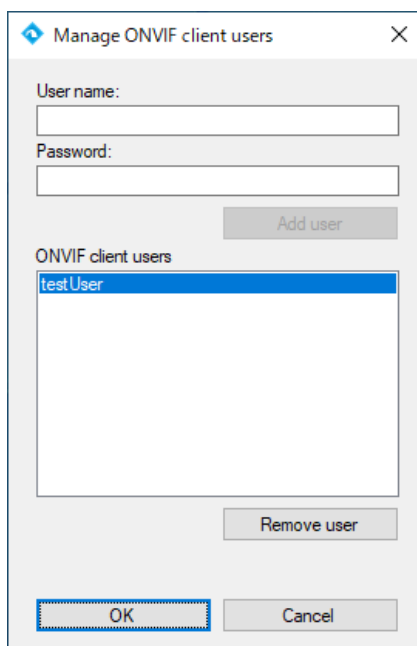 Manage ONVIF client users
User name:
Password:
Add user
ONVIF client users
testUser
Remove user
OK
Cancel